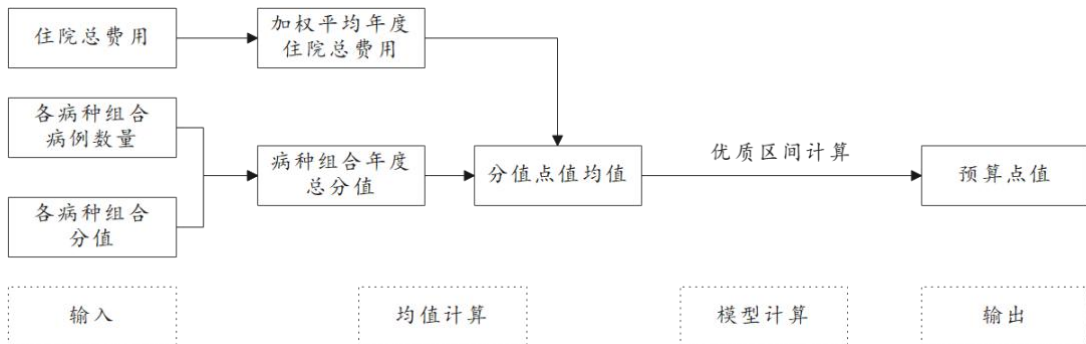 住院总费用
加权平均年度
住院总费用
各病种组合
病例数量
病种组合年度
总分值
分值点值均值
优质区间计算
预算点值
各病种组合
分值
输入
均值计算
模型计算
输出